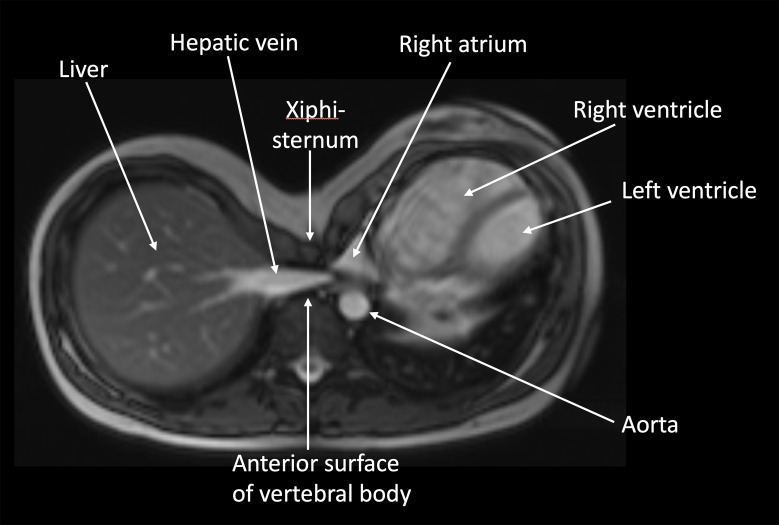 Hepatic vein
Right atrium
Liver
Xiphi-
sternum
Right ventricle
Left ventricle
Aorta
Anterior surface
of vertebral body